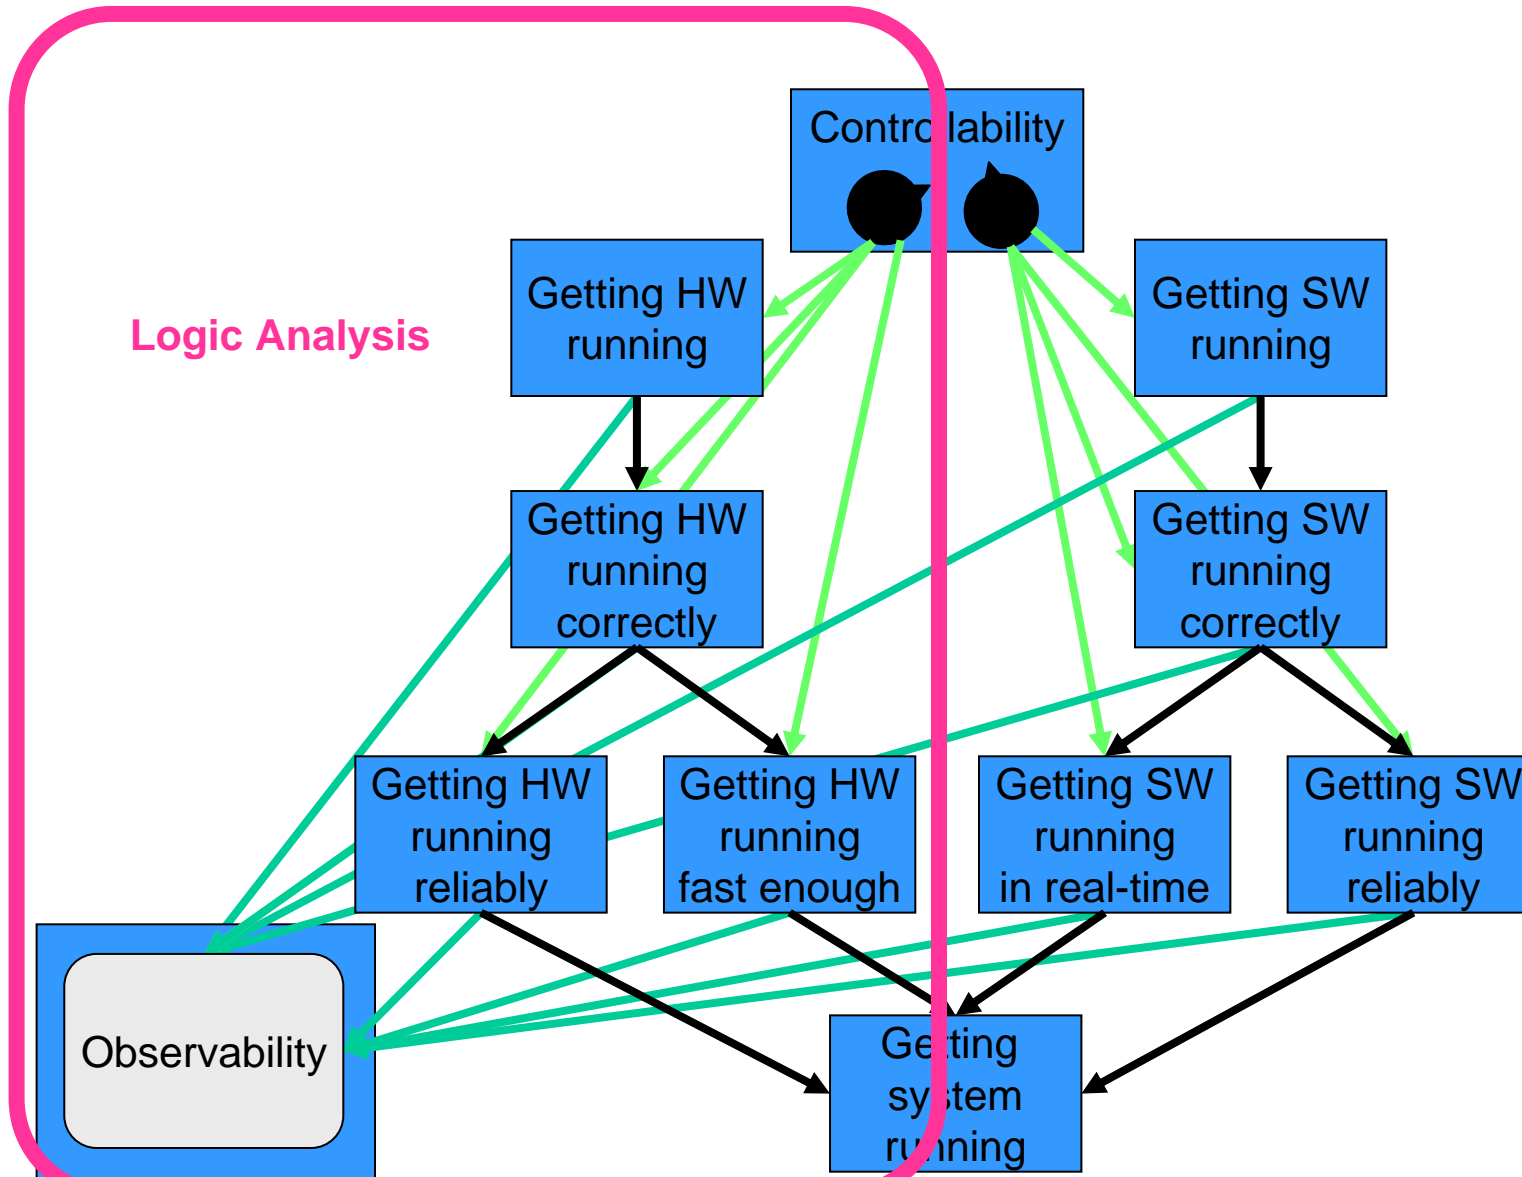 Controllability
Getting HW
running
Getting SW
running
Logic Analysis
Getting HW
running
correctly
Getting SW
running
correctly
Getting HW
running
reliably
Getting HW
running
fast enough
Getting SW
running
in real-time
Getting SW
running
reliably
Observability
Getting
system
running